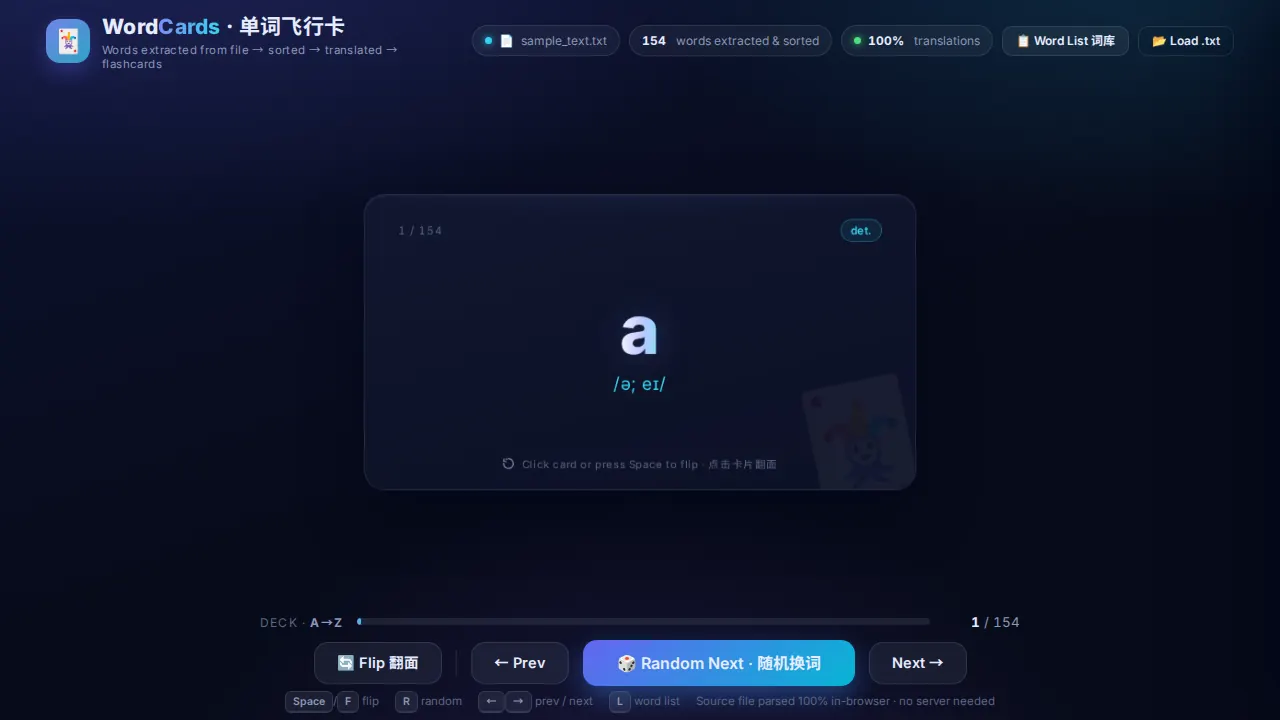 WordCards · 单词飞行卡
Words extracted from file → sorted → translated →
flashcards
sample_text.txt
154 words extracted & sorted
100% translations
Word List 词库
Load .txt
1 / 154
det.
a
/ə; eɪ/
Click card or press Space to flip · 点击卡片翻面
DECK · A→Z
1 / 154
Flip 翻面
← Prev
Random Next · 随机换词
Next →
Space / F flip R random ← → prev / next L word list Source file parsed 100% in-browser · no server needed